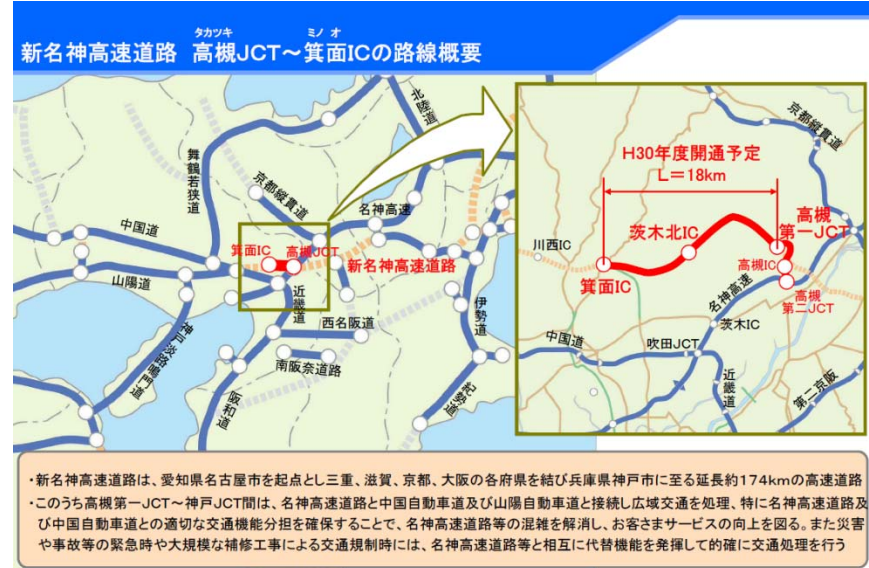 タカツキ ミノオ
新名神高速道路 高槻JCT～箕面ICの路線概要
北陸道
舞鶴若狭道
京都縦貫道
名神高速
中国道
箕面IC
高槻JCT
新名神高速道路
山陽道
近畿道
西名阪道
伊勢道
神戸淡路鳴門道
南阪奈道路
阪和道
紀勢道
京都縦貫道
H30年度開通予定
L=18km
高槻
第一JCT
茨木北IC
川西IC
高槻IC
箕面IC
名神高速
高槻
第二JCT
茨木IC
中国道
吹田JCT
近畿道
第二京阪
・新名神高速道路は、愛知県名古屋市を起点とし三重、滋賀、京都、大阪の各府県を結び兵庫県神戸市に至る延長約174kmの高速道路
・このうち高槻第一JCT～神戸JCT間は、名神高速道路と中国自動車道及び山陽自動車道と接続し広域交通を処理、特に名神高速道路及
び中国自動車道との適切な交通機能分担を確保することで、名神高速道路等の混雑を解消し、お客さまサービスの向上を図る。また災害
や事故等の緊急時や大規模な補修工事による交通規制時には、名神高速道路等と相互に代替機能を発揮して的確に交通処理を行う